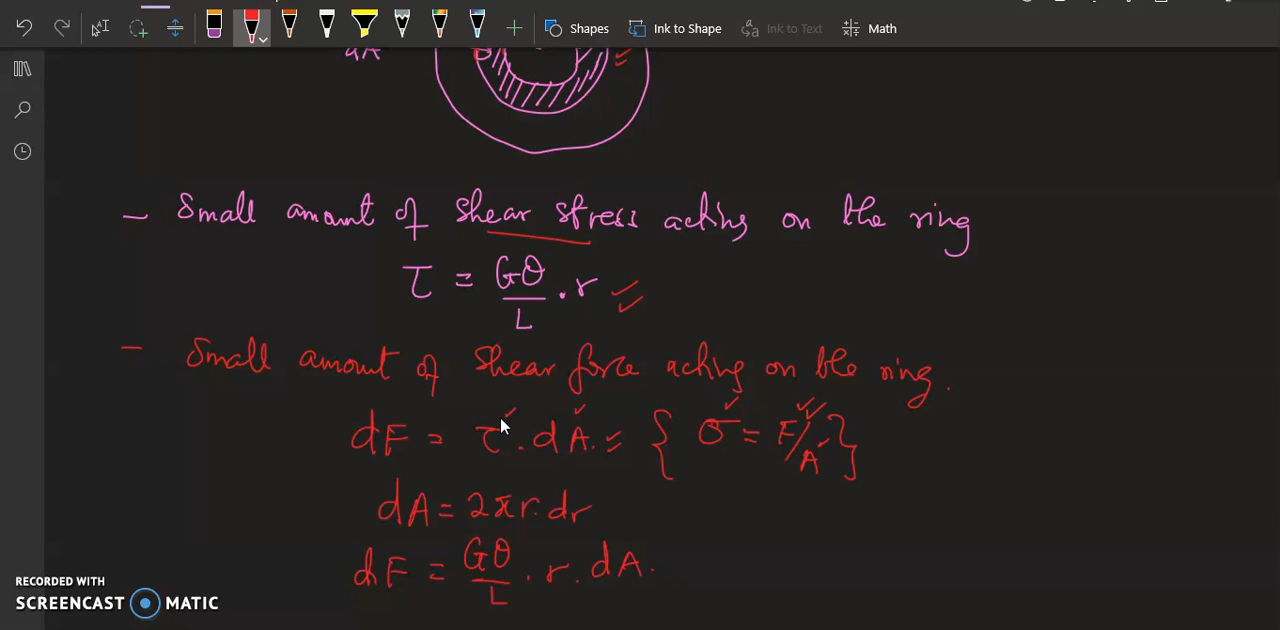 Shapes Ink to Shape Ink to Text Math
dA
- Small amount of shear stress acting on the ring
τ = Gθ/L . r
- Small amount of shear force acting on the ring.
dF = τ . dA. { σ = F/A }
dA = 2πr.dr
dF = Gθ/L . r. dA.
RECORDED WITH
SCREENCAST MATIC